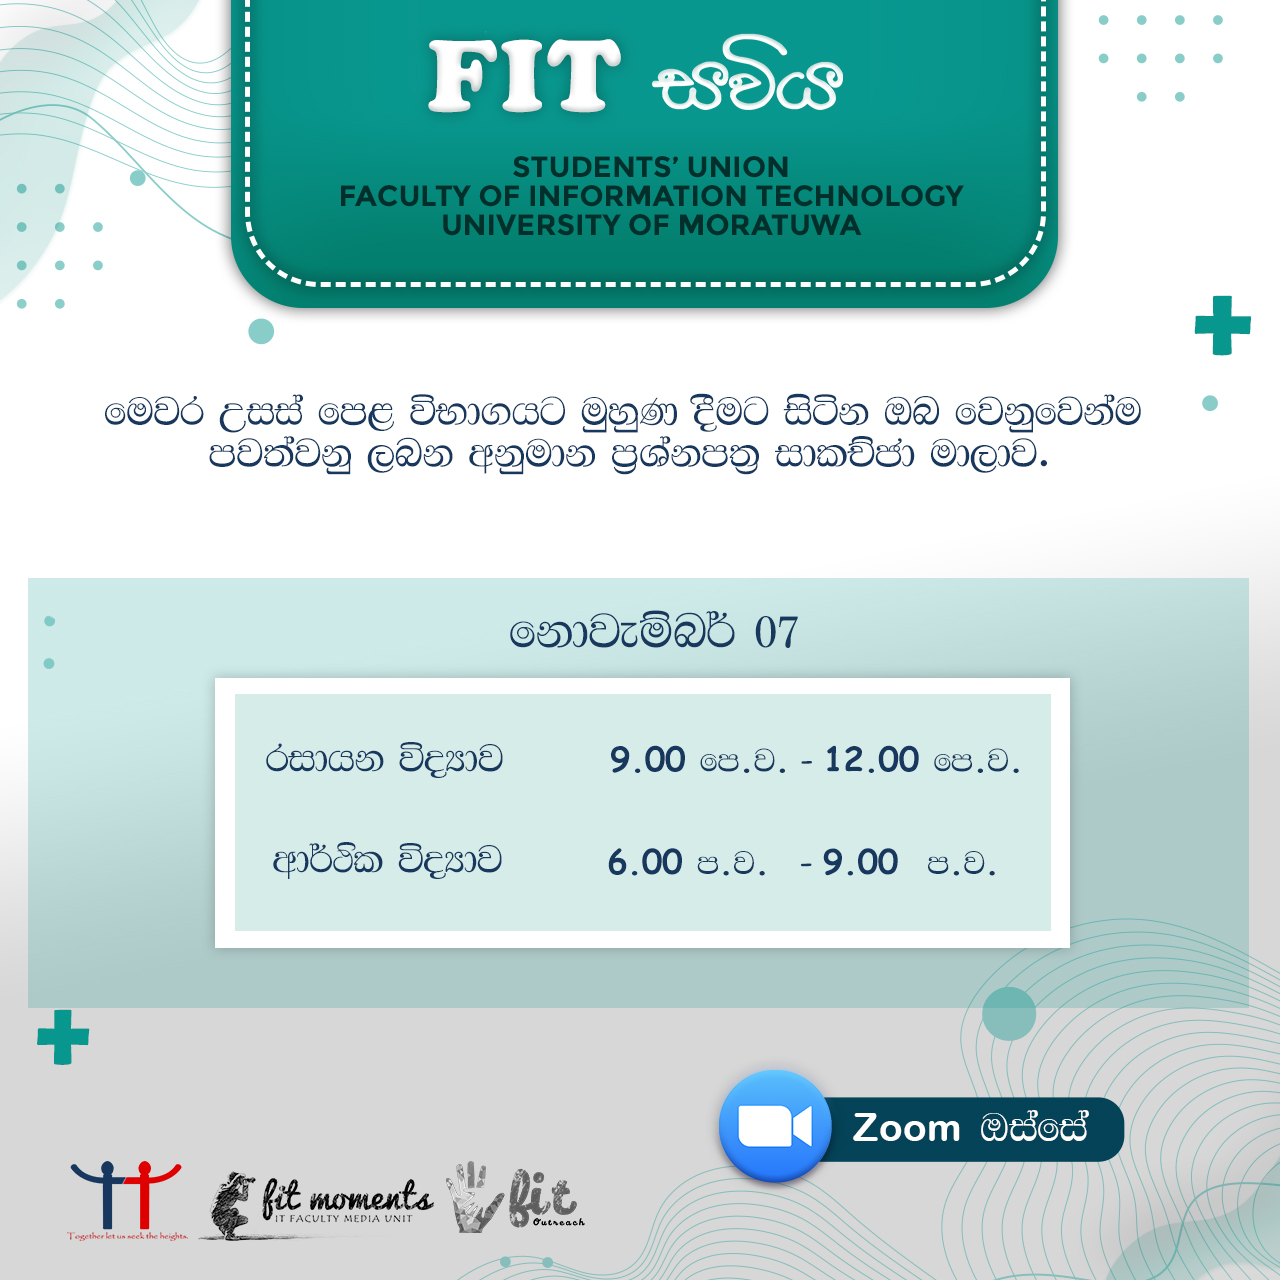 FIT සවිය
STUDENTS’ UNION
FACULTY OF INFORMATION TECHNOLOGY
UNIVERSITY OF MORATUWA
මෙවර උසස් පෙළ විභාගයට මුහුණ දීමට සිටින ඔබ වෙනුවෙන්ම
පවත්වනු ලබන අනුමාන ප්‍රශ්නපත්‍ර සාකච්ඡා මාලාව.
නොවැම්බර් 07
රසායන විද්‍යාව 9.00 පෙ.ව. - 12.00 පෙ.ව.
ආර්ථික විද්‍යාව 6.00 ප.ව. - 9.00 ප.ව.
Zoom ඔස්සේ
Together let us seek the heights.
fit moments
IT FACULTY MEDIA UNIT
fit
Outreach